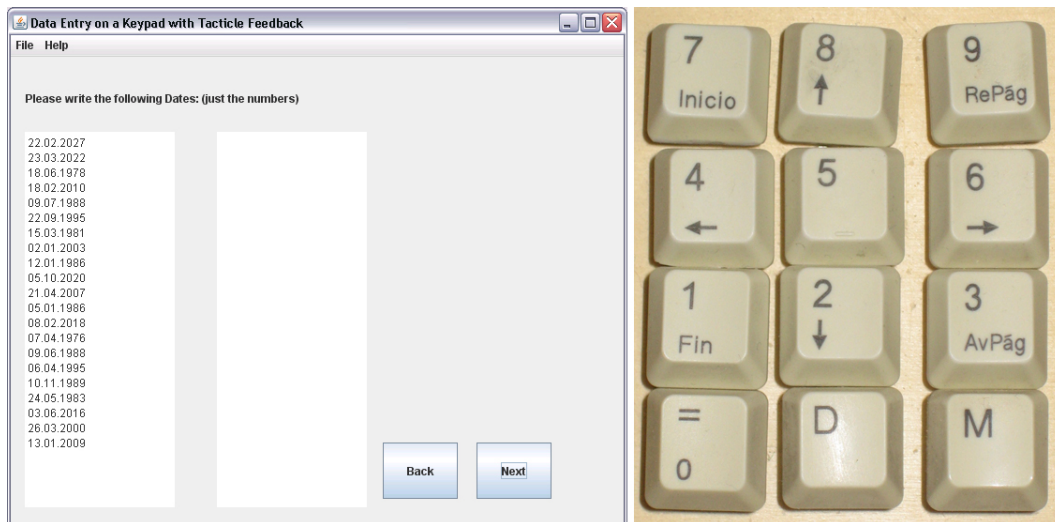 Data Entry on a Keypad with Tacticle Feedback
File Help
Please write the following Dates: (just the numbers)
22.02.2027
23.03.2022
18.06.1978
18.02.2010
09.07.1988
22.09.1995
15.03.1981
02.01.2003
12.01.1986
05.10.2020
21.04.2007
05.01.1986
08.02.2018
07.04.1976
09.06.1988
06.04.1995
10.11.1989
24.05.1983
03.06.2016
26.03.2000
13.01.2009
Back Next
7 8 9
Inicio ↑ RePág
4 5 6
← →
1 2 3
Fin ↓ AvPág
= D M
0